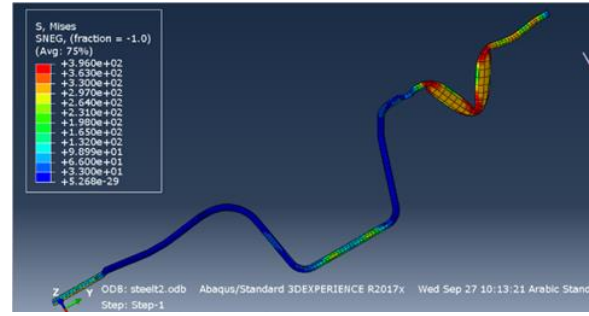 S, Mises
SNEG, (fraction = -1.0)
(Avg: 75%)
+3.960e+02
+3.630e+02
+3.300e+02
+2.970e+02
+2.640e+02
+2.310e+02
+1.980e+02
+1.650e+02
+1.320e+02
+9.899e+01
+6.600e+01
+3.300e+01
+5.268e-29
Z
Y
ODB: steelt2.odb Abaqus/Standard 3DEXPERIENCE R2017x Wed Sep 27 10:13:21 Arabic Stand
Step: Step-1